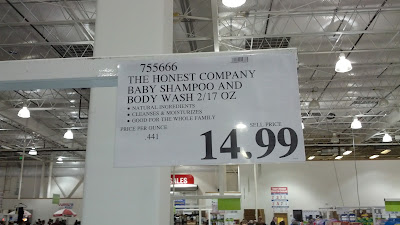 755666
THE HONEST COMPANY
BABY SHAMPOO AND
BODY WASH 2/17 OZ
• NATURAL INGREDIENTS
• CLEANSES & MOISTURIZES
• GOOD FOR THE WHOLE FAMILY
PRICE PER OUNCE
.441
SELL PRICE
14.99